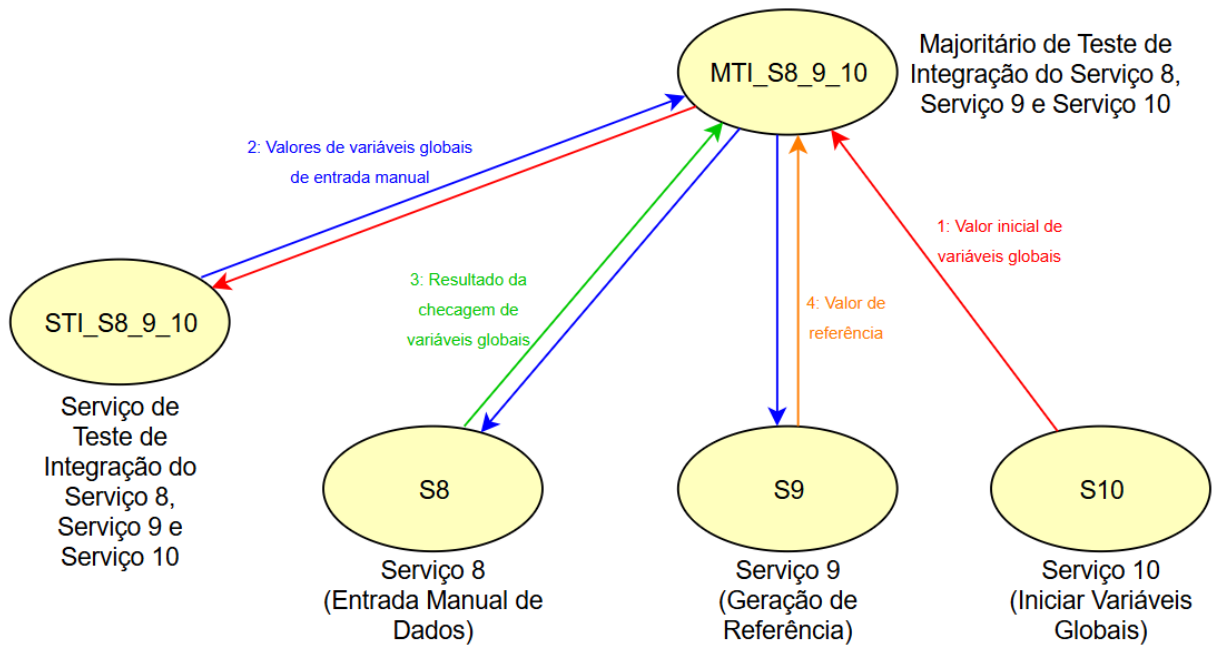 MTI_S8_9_10
Majoritário de Teste de
Integração do Serviço 8,
Serviço 9 e Serviço 10
2: Valores de variáveis globais
de entrada manual
1: Valor inicial de
variáveis globais
3: Resultado da
checagem de
variáveis globais
4: Valor de
referência
STI_S8_9_10
Serviço de
Teste de
Integração do
Serviço 8,
Serviço 9 e
Serviço 10
S8
Serviço 8
(Entrada Manual de
Dados)
S9
Serviço 9
(Geração de
Referência)
S10
Serviço 10
(Iniciar Variáveis
Globais)